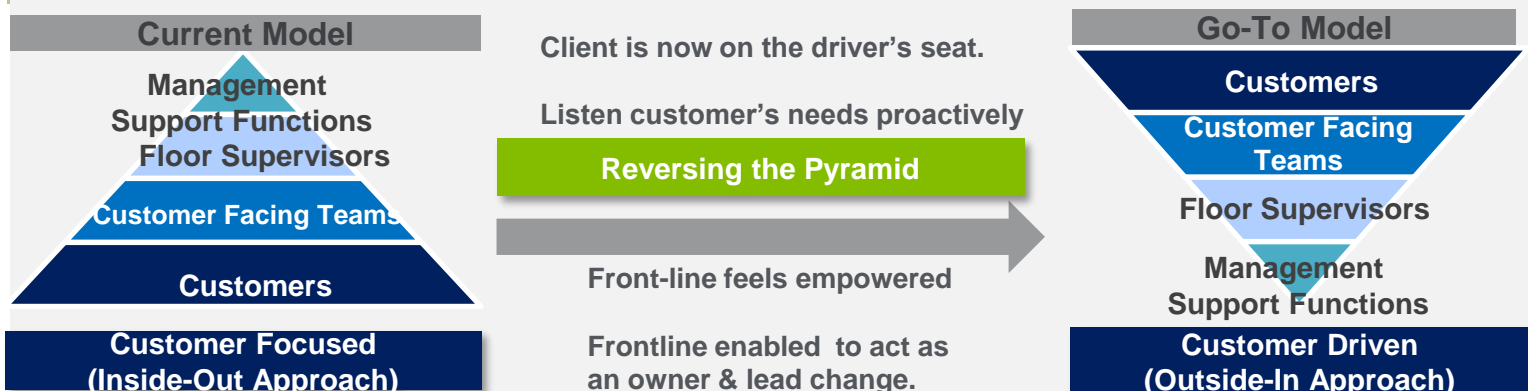 Current Model
Management
Support Functions
Floor Supervisors
Customer Facing Teams
Customers
Customer Focused
(Inside-Out Approach)
Client is now on the driver's seat.
Listen customer's needs proactively
Reversing the Pyramid
Front-line feels empowered
Frontline enabled to act as
an owner & lead change.
Go-To Model
Customers
Customer Facing
Teams
Floor Supervisors
Management
Support Functions
Customer Driven
(Outside-In Approach)